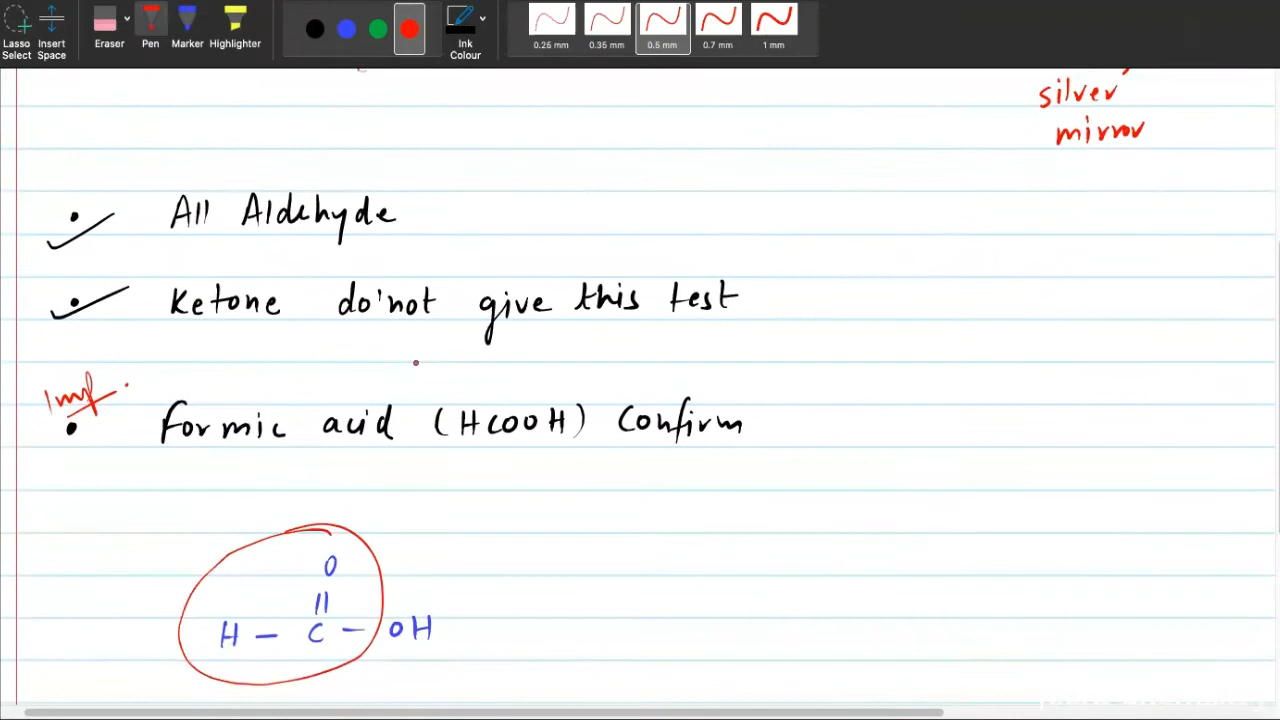 Lasso Select
Insert Space
Eraser
Pen
Marker
Highlighter
Ink Colour
0.25 mm
0.35 mm
0.5 mm
0.7 mm
1 mm
silver
mirror
All Aldehyde
Ketone do'not give this test
Imp.
Formic acid (HCOOH) Confirm
O
||
H – C – OH